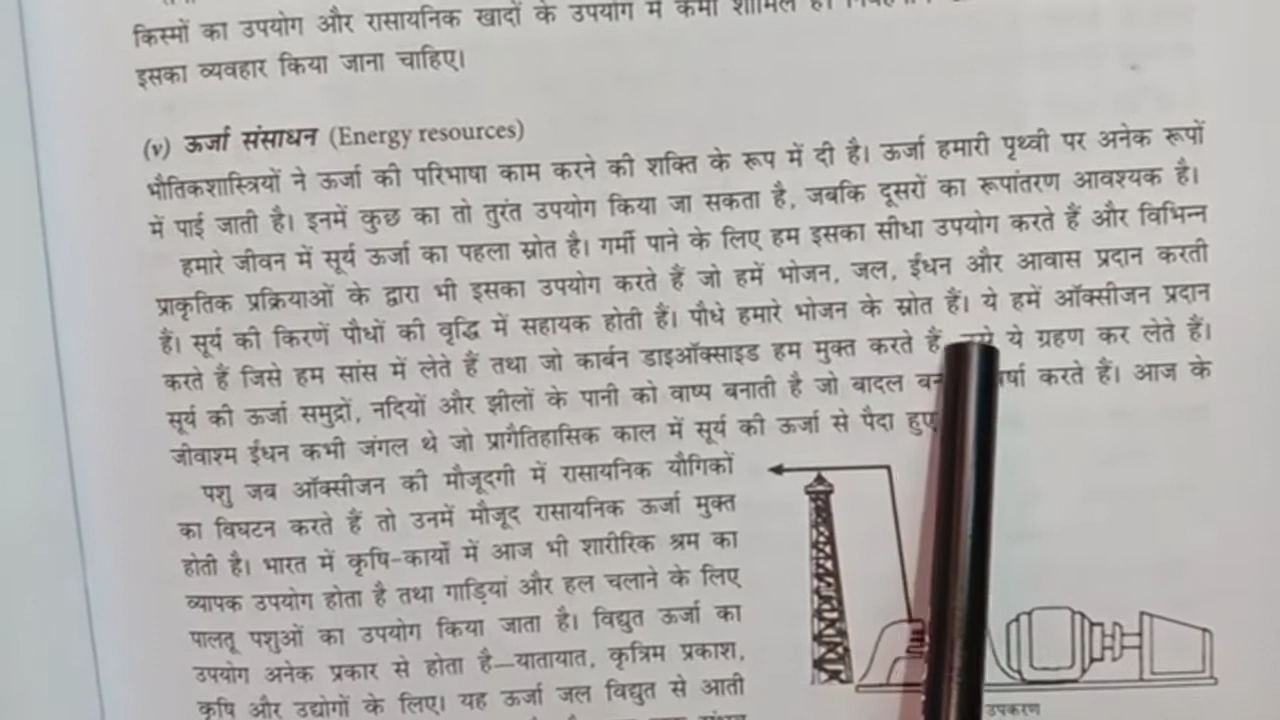 किस्मों का उपयोग और रासायनिक खादों के उपयोग में कमी शामिल है।
इसका व्यवहार किया जाना चाहिए।
(v) ऊर्जा संसाधन (Energy resources)
भौतिकशास्त्रियों ने ऊर्जा की परिभाषा काम करने की शक्ति के रूप में दी है। ऊर्जा हमारी पृथ्वी पर अनेक रूपों
में पाई जाती है। इनमें कुछ का तो तुरंत उपयोग किया जा सकता है, जबकि दूसरों का रूपांतरण आवश्यक है।
हमारे जीवन में सूर्य ऊर्जा का पहला स्रोत है। गर्मी पाने के लिए हम इसका सीधा उपयोग करते हैं और विभिन्न
प्राकृतिक प्रक्रियाओं के द्वारा भी इसका उपयोग करते हैं जो हमें भोजन, जल, ईंधन और आवास प्रदान करती
हैं। सूर्य की किरणें पौधों की वृद्धि में सहायक होती हैं। पौधे हमारे भोजन के स्रोत हैं। ये हमें ऑक्सीजन प्रदान
करते हैं जिसे हम सांस में लेते हैं तथा जो कार्बन डाइऑक्साइड हम मुक्त करते हैं ये ग्रहण कर लेते हैं।
सूर्य की ऊर्जा समुद्रों, नदियों और झीलों के पानी को वाष्प बनाती है जो बादल करते हैं। आज के
जीवाश्म ईंधन कभी जंगल थे जो प्रागैतिहासिक काल में सूर्य की ऊर्जा से पैदा हुए
पशु जब ऑक्सीजन की मौजूदगी में रासायनिक यौगिकों
का विघटन करते हैं तो उनमें मौजूद रासायनिक ऊर्जा मुक्त
होती है। भारत में कृषि-कार्यों में आज भी शारीरिक श्रम का
व्यापक उपयोग होता है तथा गाड़ियां और हल चलाने के लिए
पालतू पशुओं का उपयोग किया जाता है। विद्युत ऊर्जा का
उपयोग अनेक प्रकार से होता है—यातायात, कृत्रिम प्रकाश,
कृषि और उद्योगों के लिए। यह ऊर्जा जल विद्युत से आती
उपकरण